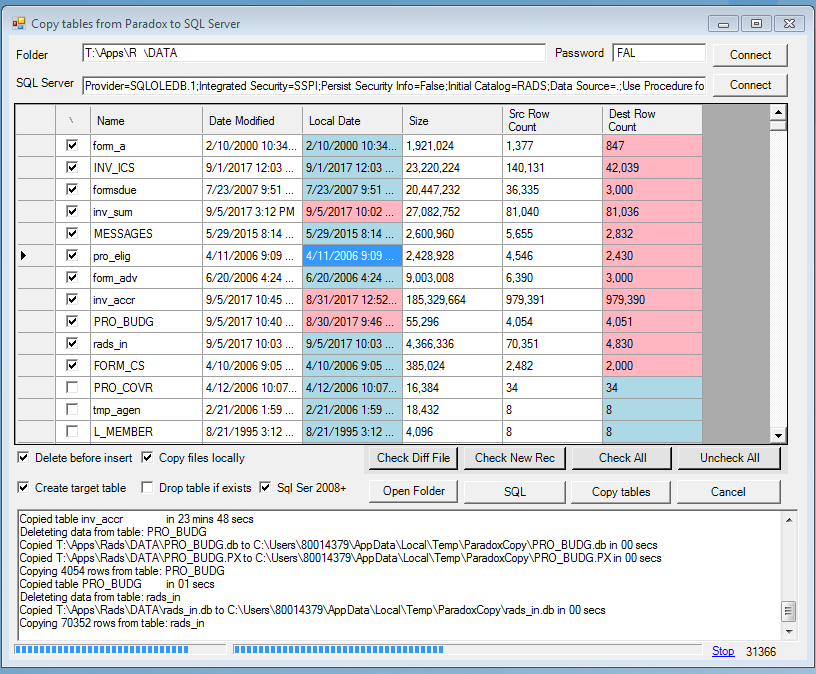 Copy tables from Paradox to SQL Server
Folder T:\Apps\R \DATA Password FAL Connect
SQL Server Provider=SQLOLEDB.1;Integrated Security=SSPI;Persist Security Info=False;Initial Catalog=RADS;Data Source=.;Use Procedure fo Connect
\ Name Date Modified Local Date Size Src Row Count Dest Row Count
form_a 2/10/2000 10:34... 2/10/2000 10:34... 1,921,024 1,377 847
INV_ICS 9/1/2017 12:03 ... 9/1/2017 12:03 ... 23,220,224 140,131 42,039
formsdue 7/23/2007 9:51 ... 7/23/2007 9:51 ... 20,447,232 36,335 3,000
inv_sum 9/5/2017 3:12 PM 9/5/2017 10:02 ... 27,082,752 81,040 81,036
MESSAGES 5/29/2015 8:14 ... 5/29/2015 8:14 ... 2,600,960 5,655 2,832
pro_elig 4/11/2006 9:09 ... 4/11/2006 9:09 ... 2,428,928 4,546 2,430
form_adv 6/20/2006 4:24 ... 6/20/2006 4:24 ... 9,003,008 6,390 3,000
inv_accr 9/5/2017 10:45 ... 8/31/2017 12:52... 185,329,664 979,391 979,390
PRO_BUDG 9/5/2017 10:40 ... 8/30/2017 9:46 ... 55,296 4,054 4,051
rads_in 9/5/2017 10:03 ... 9/5/2017 10:03 ... 4,366,336 70,351 4,830
FORM_CS 4/10/2006 9:05 ... 4/10/2006 9:05 ... 385,024 2,482 2,000
PRO_COVR 4/12/2006 10:07... 4/12/2006 10:07... 16,384 34 34
tmp_agen 2/21/2006 1:59 ... 2/21/2006 1:59 ... 18,432 8 8
L_MEMBER 8/21/1995 3:12 ... 8/21/1995 3:12 ... 4,096 8 8
Delete before insert Copy files locally Check Diff File Check New Rec Check All Uncheck All
Create target table Drop table if exists Sql Ser 2008+ Open Folder SQL Copy tables Cancel
Copied table inv_accr in 23 mins 48 secs
Deleteting data from table: PRO_BUDG
Copied T:\Apps\Rads\DATA\PRO_BUDG.db to C:\Users\80014379\AppData\Local\Temp\ParadoxCopy\PRO_BUDG.db in 00 secs
Copied T:\Apps\Rads\DATA\PRO_BUDG.PX to C:\Users\80014379\AppData\Local\Temp\ParadoxCopy\PRO_BUDG.PX in 00 secs
Copying 4054 rows from table: PRO_BUDG
Copied table PRO_BUDG in 01 secs
Deleteting data from table: rads_in
Copied T:\Apps\Rads\DATA\rads_in.db to C:\Users\80014379\AppData\Local\Temp\ParadoxCopy\rads_in.db in 00 secs
Copying 70352 rows from table: rads_in
Stop 31366